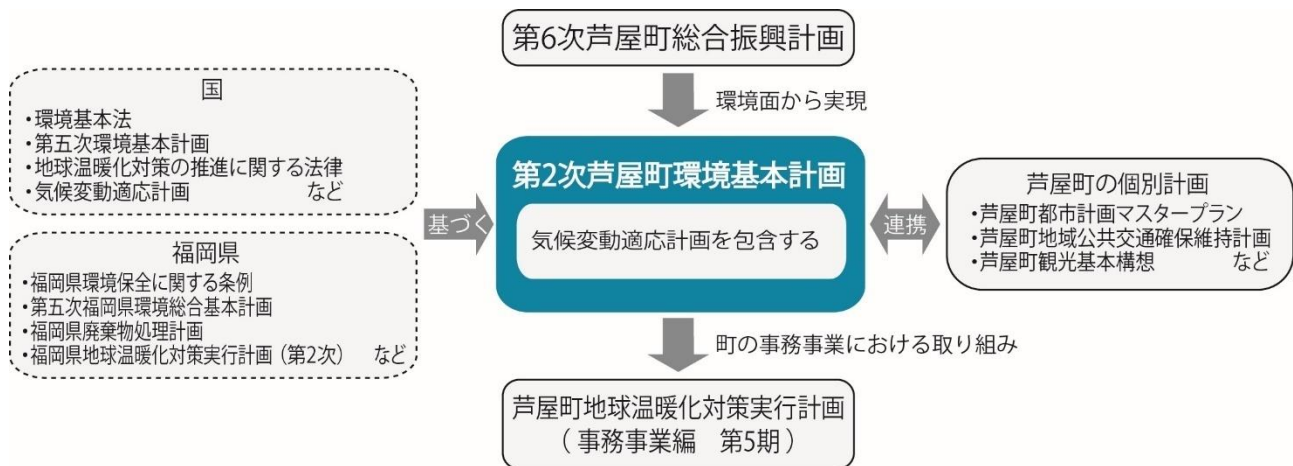 第6次芦屋町総合振興計画
環境面から実現
国
・環境基本法
・第五次環境基本計画
・地球温暖化対策の推進に関する法律
・気候変動適応計画　など
福岡県
・福岡県環境保全に関する条例
・第五次福岡県環境総合基本計画
・福岡県廃棄物処理計画
・福岡県地球温暖化対策実行計画（第2次）　など
基づく
第2次芦屋町環境基本計画
気候変動適応計画を包含する
連携
芦屋町の個別計画
・芦屋町都市計画マスタープラン
・芦屋町地域公共交通確保維持計画
・芦屋町観光基本構想　など
町の事務事業における取り組み
芦屋町地球温暖化対策実行計画
（ 事務事業編　第5期 ）